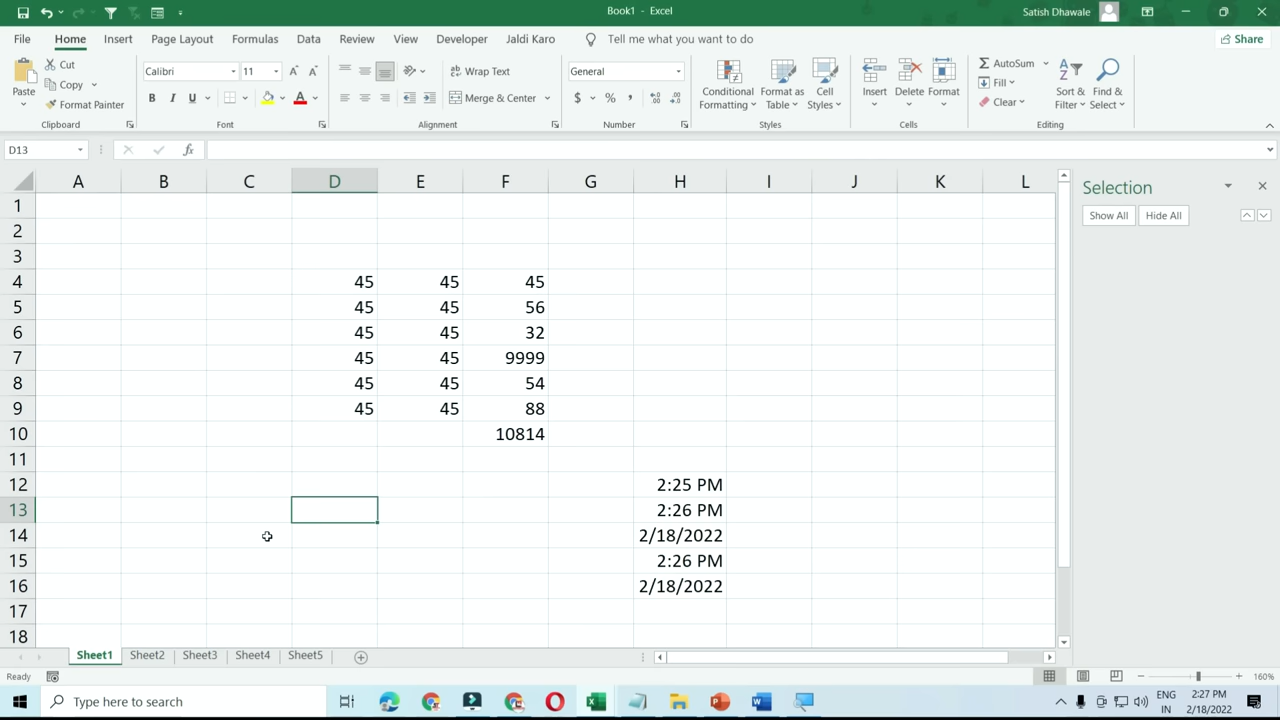 Book1 - Excel
Satish Dhawale
File Home Insert Page Layout Formulas Data Review View Developer Jaldi Karo Tell me what you want to do Share
Paste
Cut
Copy
Format Painter
Clipboard
Calibri 11
B I U
Font
Wrap Text
Merge & Center
Alignment
General
$ % ,
Number
Conditional Formatting
Format as Table
Cell Styles
Styles
Insert Delete Format
Cells
AutoSum
Fill
Clear
Sort & Filter
Find & Select
Editing
D13 fx
A B C D E F G H I J K L
1
2
3
4 45 45 45
5 45 45 56
6 45 45 32
7 45 45 9999
8 45 45 54
9 45 45 88
10 10814
11
12 2:25 PM
13 2:26 PM
14 2/18/2022
15 2:26 PM
16 2/18/2022
17
18
Selection
Show All Hide All
Sheet1 Sheet2 Sheet3 Sheet4 Sheet5
Ready 160%
Type here to search
ENG
IN
2:27 PM
2/18/2022